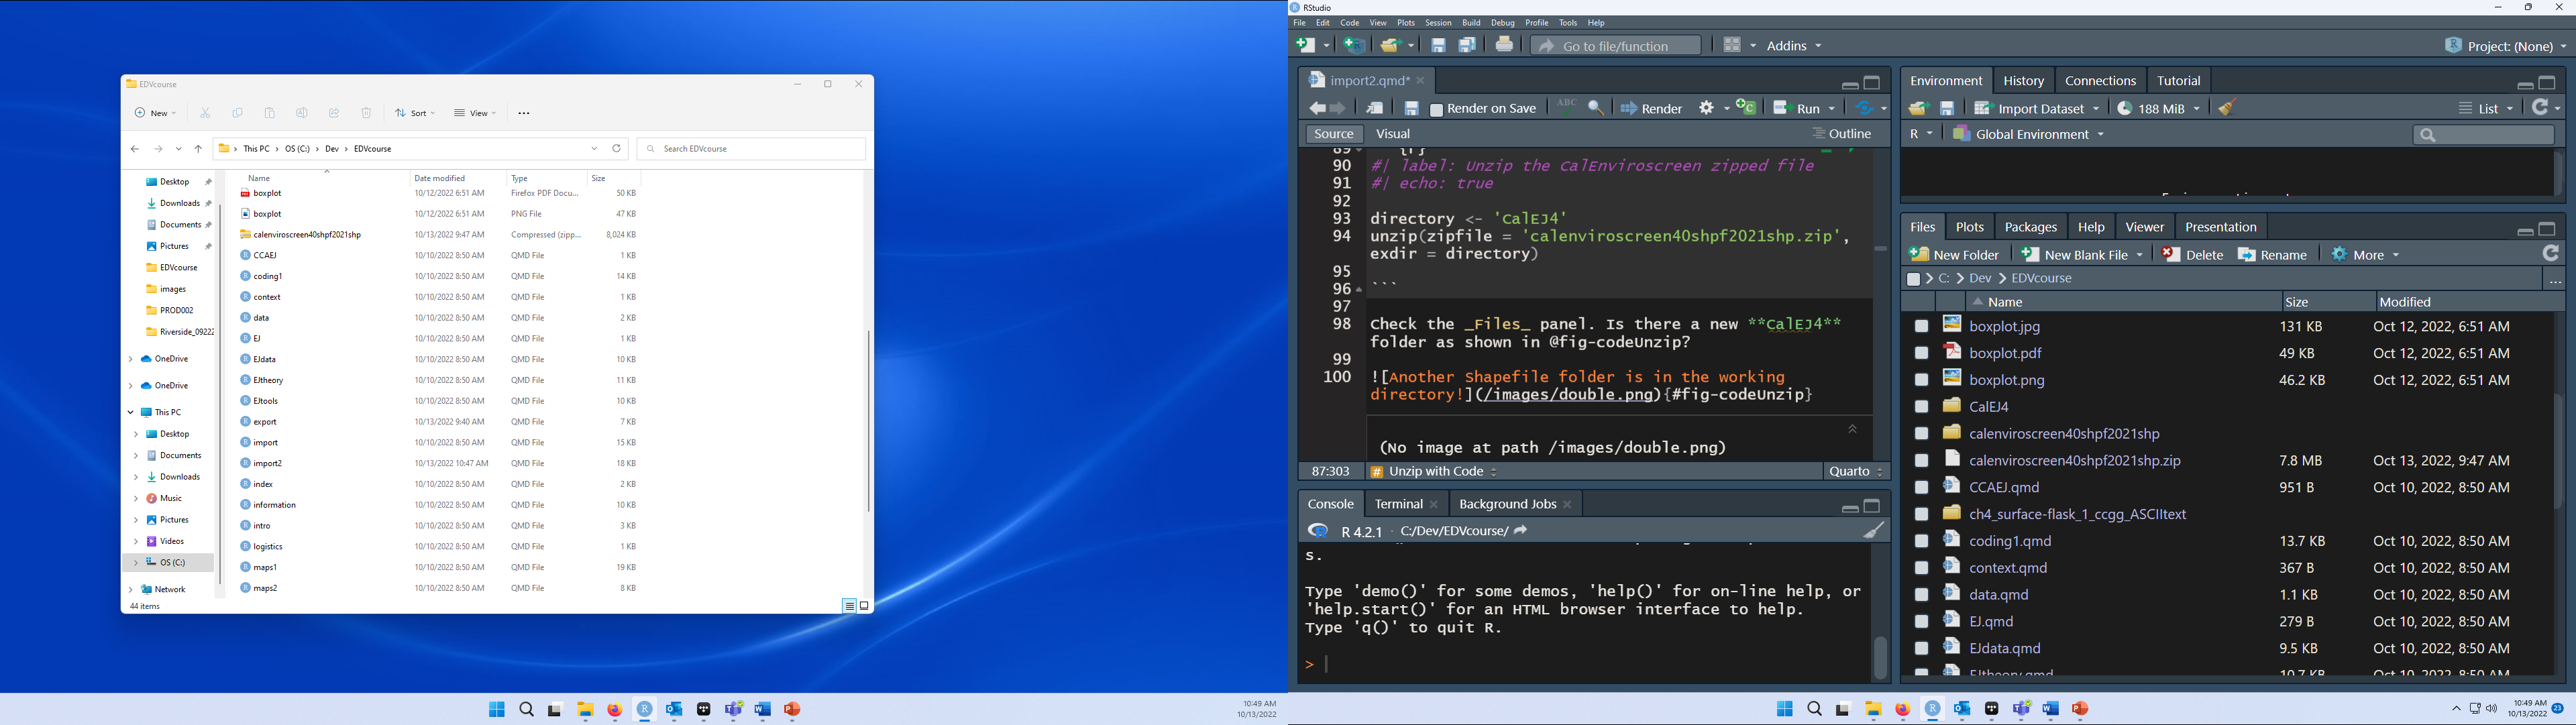 EDVcourse
New
Sort
View
This PC
OS (C:)
Dev
EDVcourse
Search EDVcourse
Desktop
Downloads
Documents
Pictures
EDVcourse
images
PROD002
Riverside_09222
OneDrive
OneDrive
This PC
Desktop
Documents
Downloads
Music
Pictures
Videos
OS (C:)
Network
Name Date modified Type Size
boxplot 10/12/2022 6:51 AM Firefox PDF Docu... 50 KB
boxplot 10/12/2022 6:51 AM PNG File 47 KB
calenviroscreen40shpf2021shp 10/13/2022 9:47 AM Compressed (zipp... 8,024 KB
CCAEJ 10/10/2022 8:50 AM QMD File 1 KB
coding1 10/10/2022 8:50 AM QMD File 14 KB
context 10/10/2022 8:50 AM QMD File 1 KB
data 10/10/2022 8:50 AM QMD File 2 KB
EJ 10/10/2022 8:50 AM QMD File 1 KB
EJdata 10/10/2022 8:50 AM QMD File 10 KB
EJtheory 10/10/2022 8:50 AM QMD File 11 KB
EJtools 10/10/2022 8:50 AM QMD File 10 KB
export 10/13/2022 9:40 AM QMD File 7 KB
import 10/10/2022 8:50 AM QMD File 15 KB
import2 10/13/2022 10:47 AM QMD File 18 KB
index 10/10/2022 8:50 AM QMD File 2 KB
information 10/10/2022 8:50 AM QMD File 10 KB
intro 10/10/2022 8:50 AM QMD File 3 KB
logistics 10/10/2022 8:50 AM QMD File 1 KB
maps1 10/10/2022 8:50 AM QMD File 19 KB
maps2 10/10/2022 8:50 AM QMD File 8 KB
44 items
10:49 AM
10/13/2022
RStudio
File Edit Code View Plots Session Build Debug Profile Tools Help
Go to file/function
Addins
Project: (None)
import2.qmd*
Render on Save
ABC
Render
Run
Source Visual
Outline
89 {r}
90 #| label: Unzip the CalEnviroscreen zipped file
91 #| echo: true
92
93 directory <- 'CalEJ4'
94 unzip(zipfile = 'calenviroscreen40shpf2021shp.zip',
exdir = directory)
95
96 ```
97
98 Check the _Files_ panel. Is there a new **CalEJ4**
folder as shown in @fig-codeUnzip?
99
100 ![Another Shapefile folder is in the working
directory!](/images/double.png){#fig-codeUnzip}
(No image at path /images/double.png)
87:303 # Unzip with Code
Quarto
Console Terminal Background Jobs
R 4.2.1 · C:/Dev/EDVcourse/
s.
Type 'demo()' for some demos, 'help()' for on-line help, or
'help.start()' for an HTML browser interface to help.
Type 'q()' to quit R.
>
Environment History Connections Tutorial
Import Dataset
188 MiB
List
R
Global Environment
Files Plots Packages Help Viewer Presentation
New Folder
New Blank File
Delete
Rename
More
C: Dev EDVcourse
...
Name Size Modified
boxplot.jpg 131 KB Oct 12, 2022, 6:51 AM
boxplot.pdf 49 KB Oct 12, 2022, 6:51 AM
boxplot.png 46.2 KB Oct 12, 2022, 6:51 AM
CalEJ4
calenviroscreen40shpf2021shp
calenviroscreen40shpf2021shp.zip 7.8 MB Oct 13, 2022, 9:47 AM
CCAEJ.qmd 951 B Oct 10, 2022, 8:50 AM
ch4_surface-flask_1_ccgg_ASCIItext
coding1.qmd 13.7 KB Oct 10, 2022, 8:50 AM
context.qmd 367 B Oct 10, 2022, 8:50 AM
data.qmd 1.1 KB Oct 10, 2022, 8:50 AM
EJ.qmd 279 B Oct 10, 2022, 8:50 AM
EJdata.qmd 9.5 KB Oct 10, 2022, 8:50 AM
EJtheory.qmd 10.7 KB Oct 10, 2022, 8:50 AM
10:49 AM
10/13/2022
23